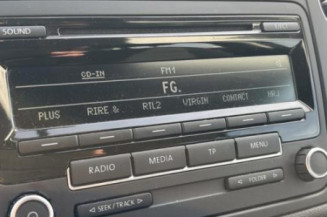 SOUND
CD-IN FM1
FG.
PLUS RIRE & RTL2 VIRGIN CONTACT NRJ
RADIO MEDIA TP MENU
SEEK / TRACK FOLDER